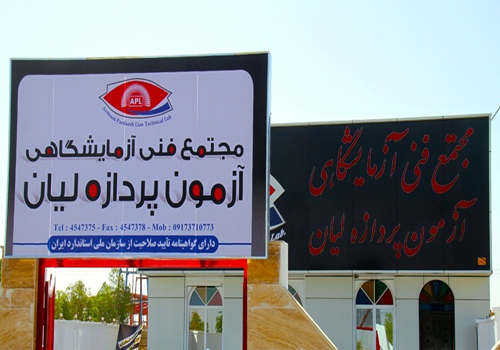 APL
Azmoon Pardazeh Lian Technical Lab
مجتمع فنی آزمایشگاهی
آزمون پردازه لیان
Tel : 4547375 - Fax : 4547378 - Mob : 09173710773
دارای گواهینامه تأیید صلاحیت از سازمان ملی استاندارد ایران
مجتمع فنی آزمایشگاهی
آزمون پردازه لیان